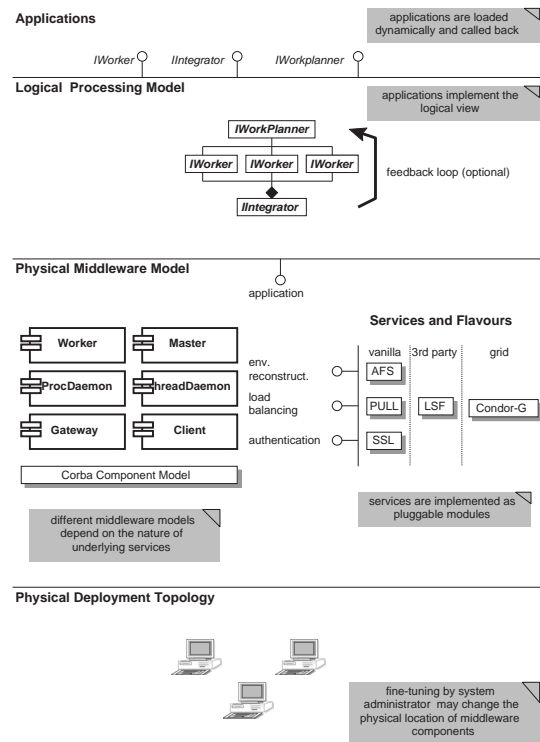 Applications
applications are loaded
dynamically and called back
IWorker IIntegrator IWorkplanner
Logical Processing Model
applications implement the
logical view
IWorkPlanner
IWorker IWorker IWorker
feedback loop (optional)
IIntegrator
Physical Middleware Model
application
Services and Flavours
vanilla 3rd party grid
Worker Master
env.
reconstruct.
AFS
ProcDaemon hreadDaemon
load
balancing
PULL LSF Condor-G
Gateway Client
authentication
SSL
Corba Component Model
services are implemented as
pluggable modules
different middleware models
depend on the nature of
underlying services
Physical Deployment Topology
fine-tuning by system
administrator may change the
physical location of middleware
components